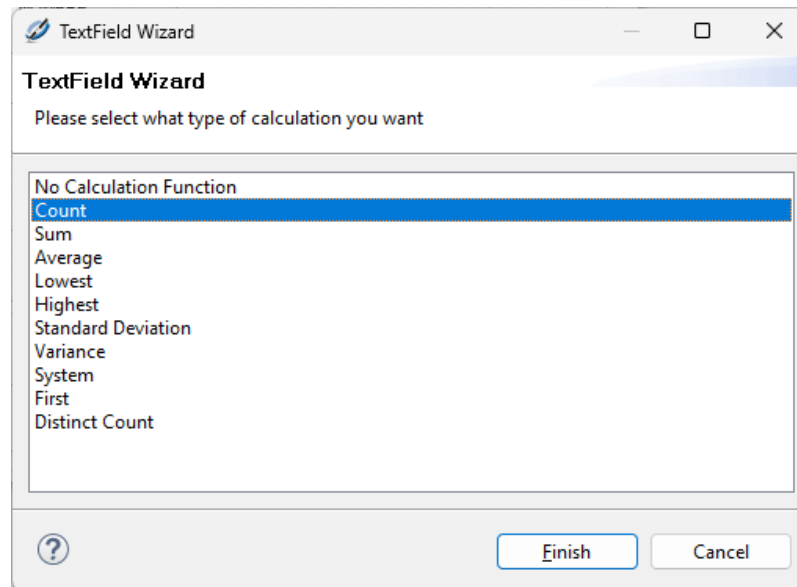 TextField Wizard
TextField Wizard
Please select what type of calculation you want
No Calculation Function
Count
Sum
Average
Lowest
Highest
Standard Deviation
Variance
System
First
Distinct Count
?
Finish
Cancel